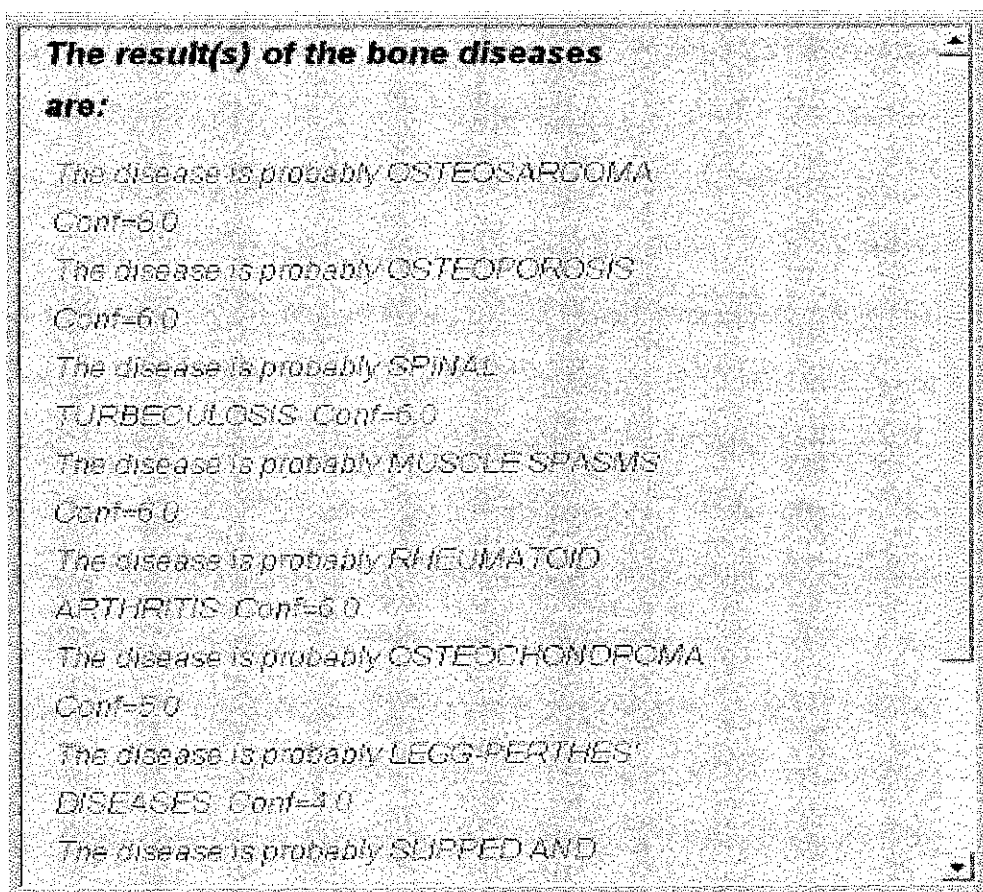 The result(s) of the bone diseases
are:
The disease is probably OSTEOSARCOMA
Conf=8.0
The disease is probably OSTEOPOROSIS
Conf=6.0
The disease is probably SPINAL
TURBECULOSIS Conf=6.0
The disease is probably MUSCLE SPASMS
Conf=6.0
The disease is probably RHEUMATOID
ARTHRITIS Conf=6.0
The disease is probably OSTEOCHONDROMA
Conf=5.0
The disease is probably LEGG-PERTHES'
DISEASES Conf=4.0
The disease is probably SLIPPED AND